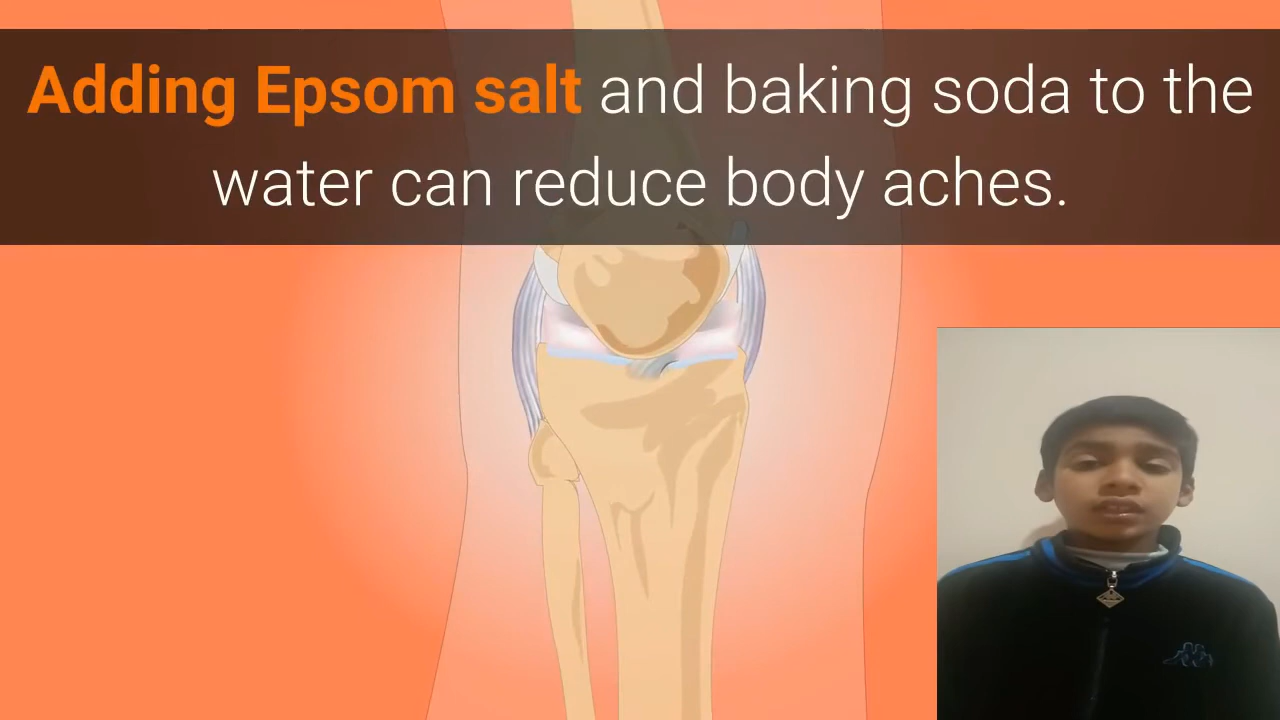 Adding Epsom salt and baking soda to the
water can reduce body aches.